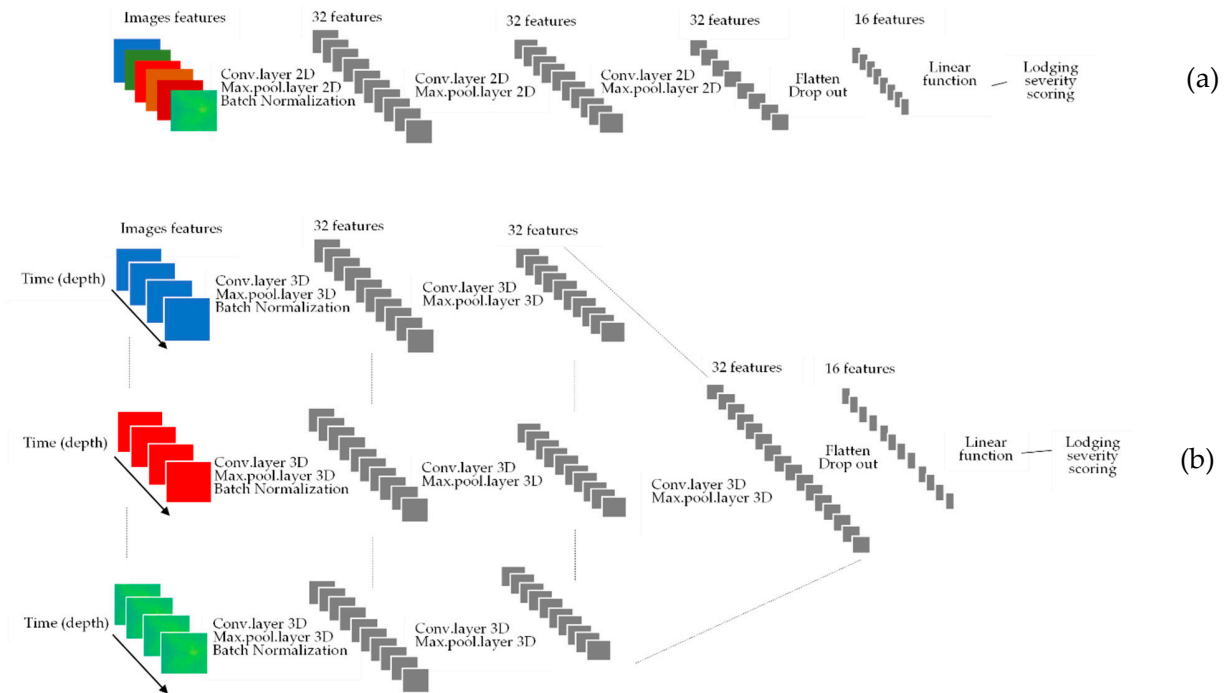 Images features
32 features
32 features
32 features
16 features
Conv.layer 2D
Max.pool.layer 2D
Batch Normalization
Conv.layer 2D
Max.pool.layer 2D
Conv.layer 2D
Max.pool.layer 2D
Flatten
Drop out
Linear
function
Lodging
severity
scoring
(a)
Images features
32 features
32 features
Time (depth)
Conv.layer 3D
Max.pool.layer 3D
Batch Normalization
Conv.layer 3D
Max.pool.layer 3D
32 features
16 features
Time (depth)
Conv.layer 3D
Max.pool.layer 3D
Batch Normalization
Conv.layer 3D
Max.pool.layer 3D
Conv.layer 3D
Max.pool.layer 3D
Flatten
Drop out
Linear
function
Lodging
severity
scoring
(b)
Time (depth)
Conv.layer 3D
Max.pool.layer 3D
Batch Normalization
Conv.layer 3D
Max.pool.layer 3D